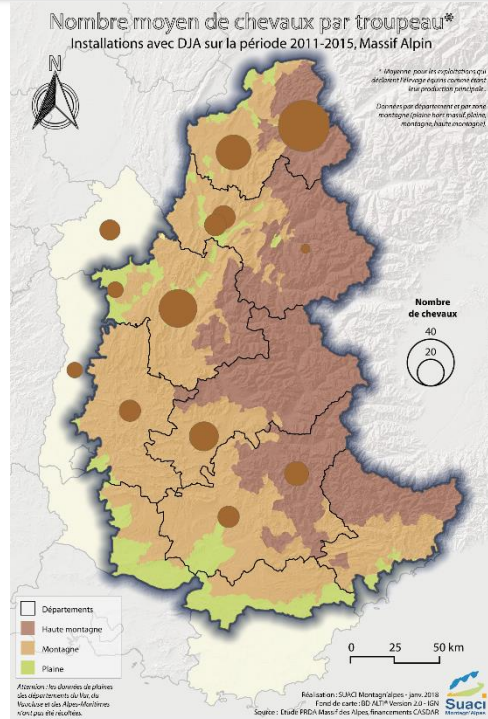 Nombre moyen de chevaux par troupeau*
Installations avec DJA sur la période 2011-2015, Massif Alpin
N
* Moyenne pour les exploitations qui
déclarent l'élevage équins comme étant
leur production principale.
Données par département et par zone
montagne (plaine hors massif, plaine,
montagne, haute montagne).
Nombre
de chevaux
40
20
Départements
Haute montagne
Montagne
Plaine
0 25 50 km
Attention : les données de plaines
des départements du Var, du
Vaucluse et des Alpes-Maritimes
n'ont pas été récoltées.
Réalisation : SUACI Montagn'alpes - janv. 2018
Fond de carte : BD ALTI® Version 2.0 - IGN
Source : Etude PRDA Massif des Alpes, financements CASDAR
Suaci
Montagn'Alpes